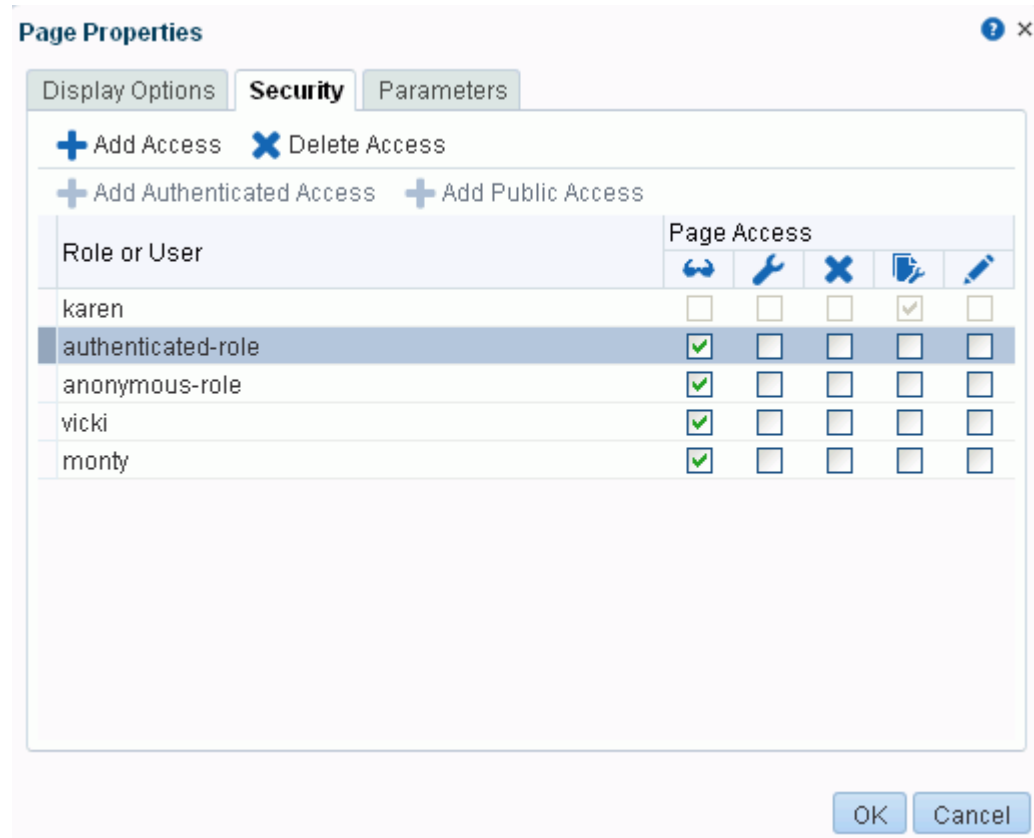 Page Properties
Display Options Security Parameters
Add Access Delete Access
Add Authenticated Access Add Public Access
Role or User
Page Access
karen
authenticated-role
anonymous-role
vicki
monty
OK Cancel